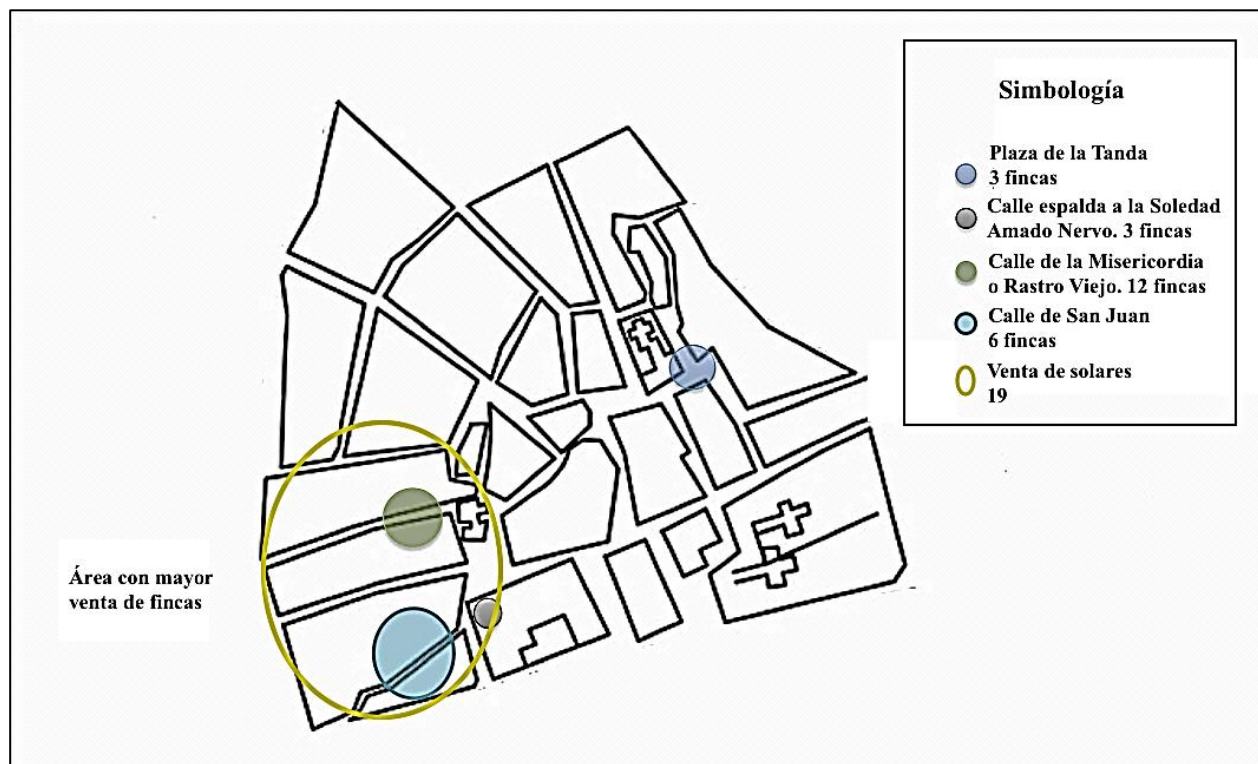 Simbología
Plaza de la Tanda
3 fincas
Calle espalda a la Soledad
Amado Nervo. 3 fincas
Calle de la Misericordia
o Rastro Viejo. 12 fincas
Calle de San Juan
6 fincas
Venta de solares
19
Área con mayor
venta de fincas